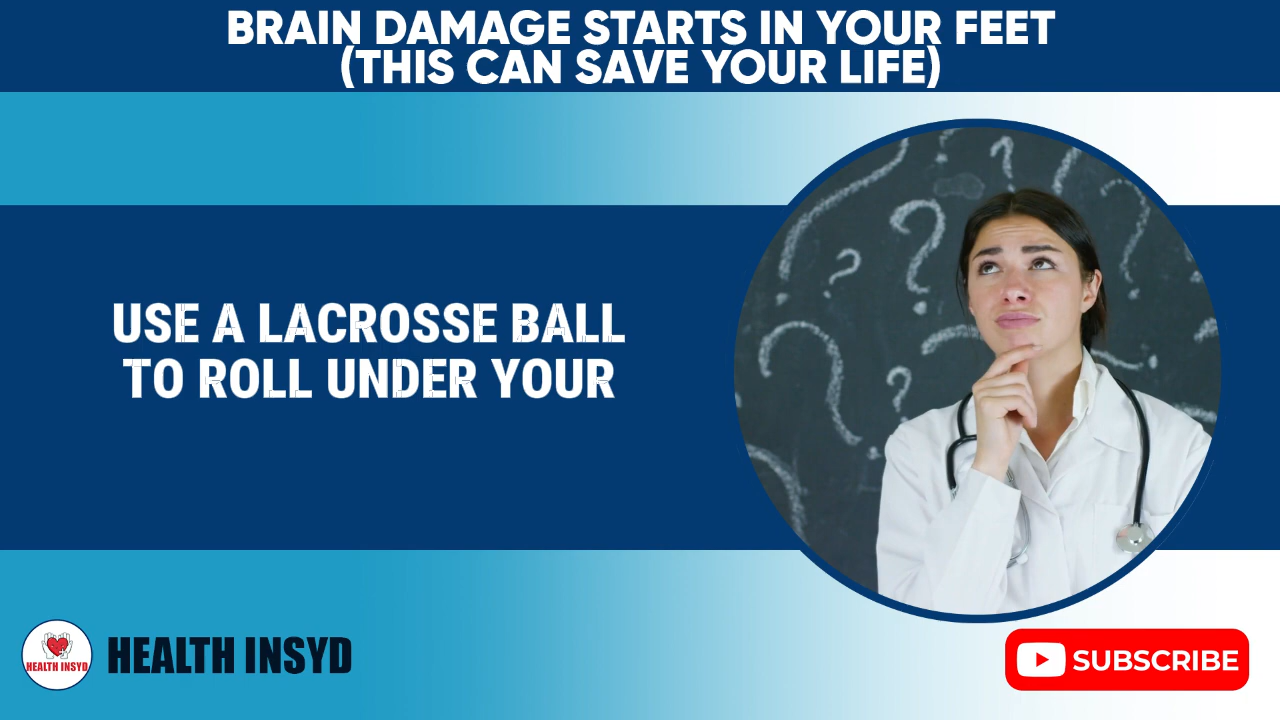 BRAIN DAMAGE STARTS IN YOUR FEET
(THIS CAN SAVE YOUR LIFE)
USE A LACROSSE BALL
TO ROLL UNDER YOUR
HEALTH INSYD
HEALTH INSYD
SUBSCRIBE